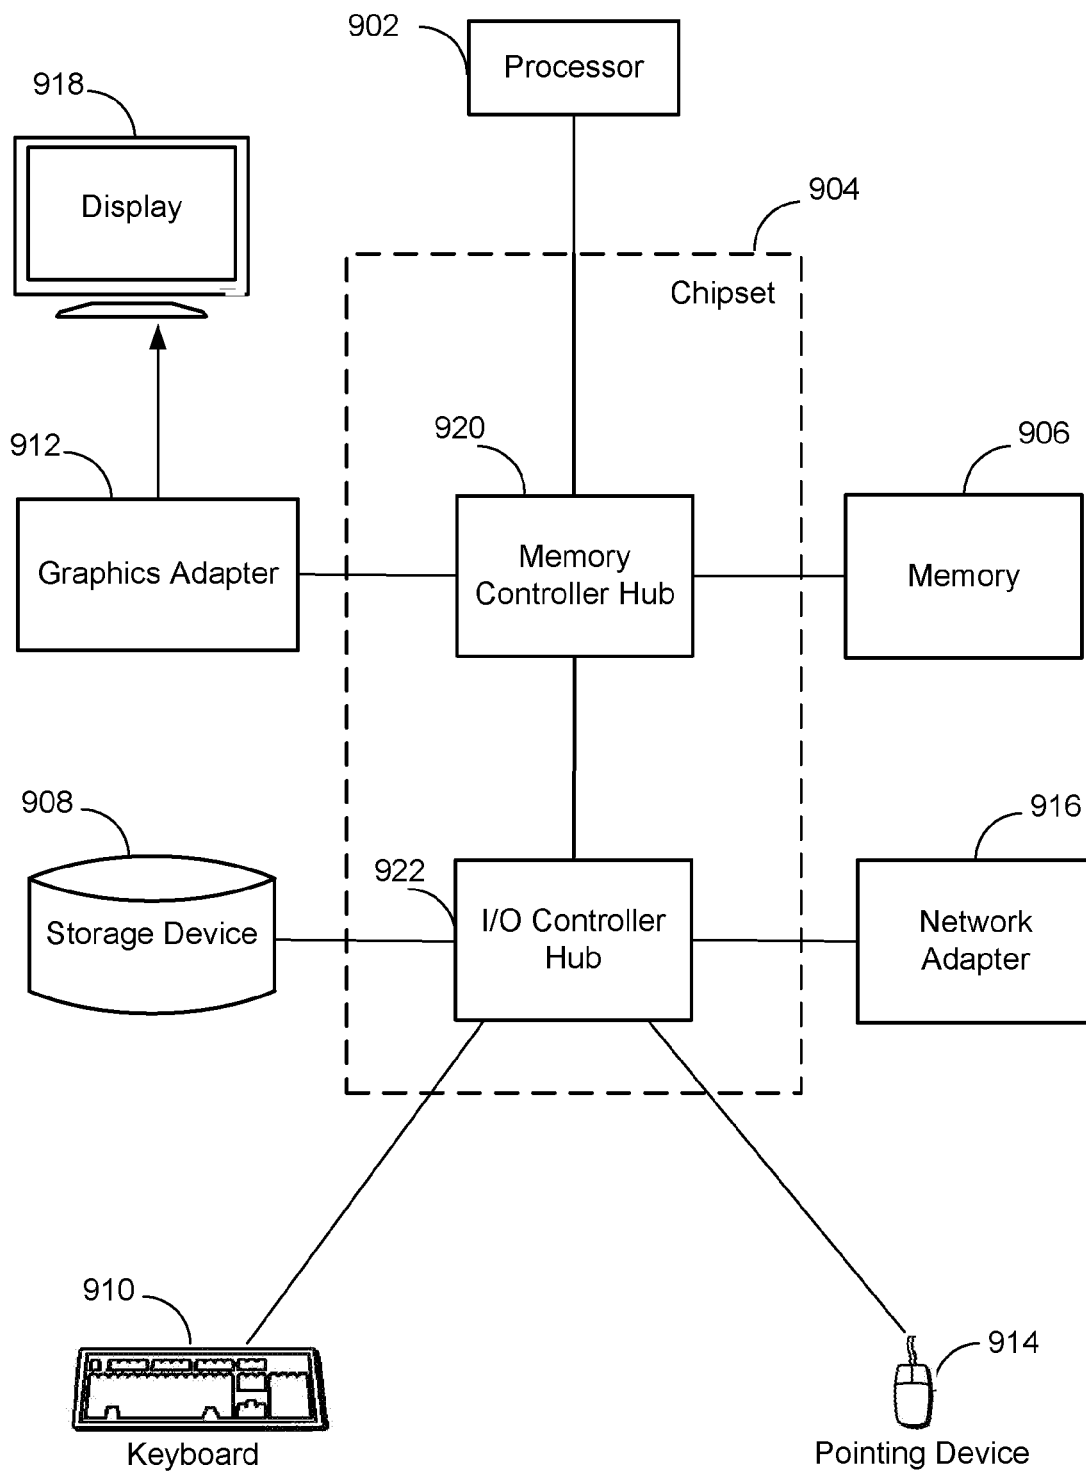 902
Processor
918
Display
904
Chipset
912
920
906
Graphics Adapter
Memory
Controller Hub
Memory
908
922
916
Storage Device
I/O Controller
Hub
Network
Adapter
910
914
Keyboard
Pointing Device